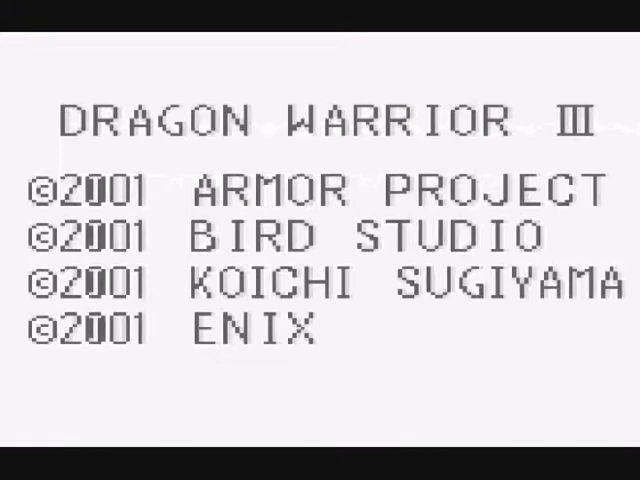 DRAGON WARRIOR III
©2001 ARMOR PROJECT
©2001 BIRD STUDIO
©2001 KOICHI SUGIYAMA
©2001 ENIX